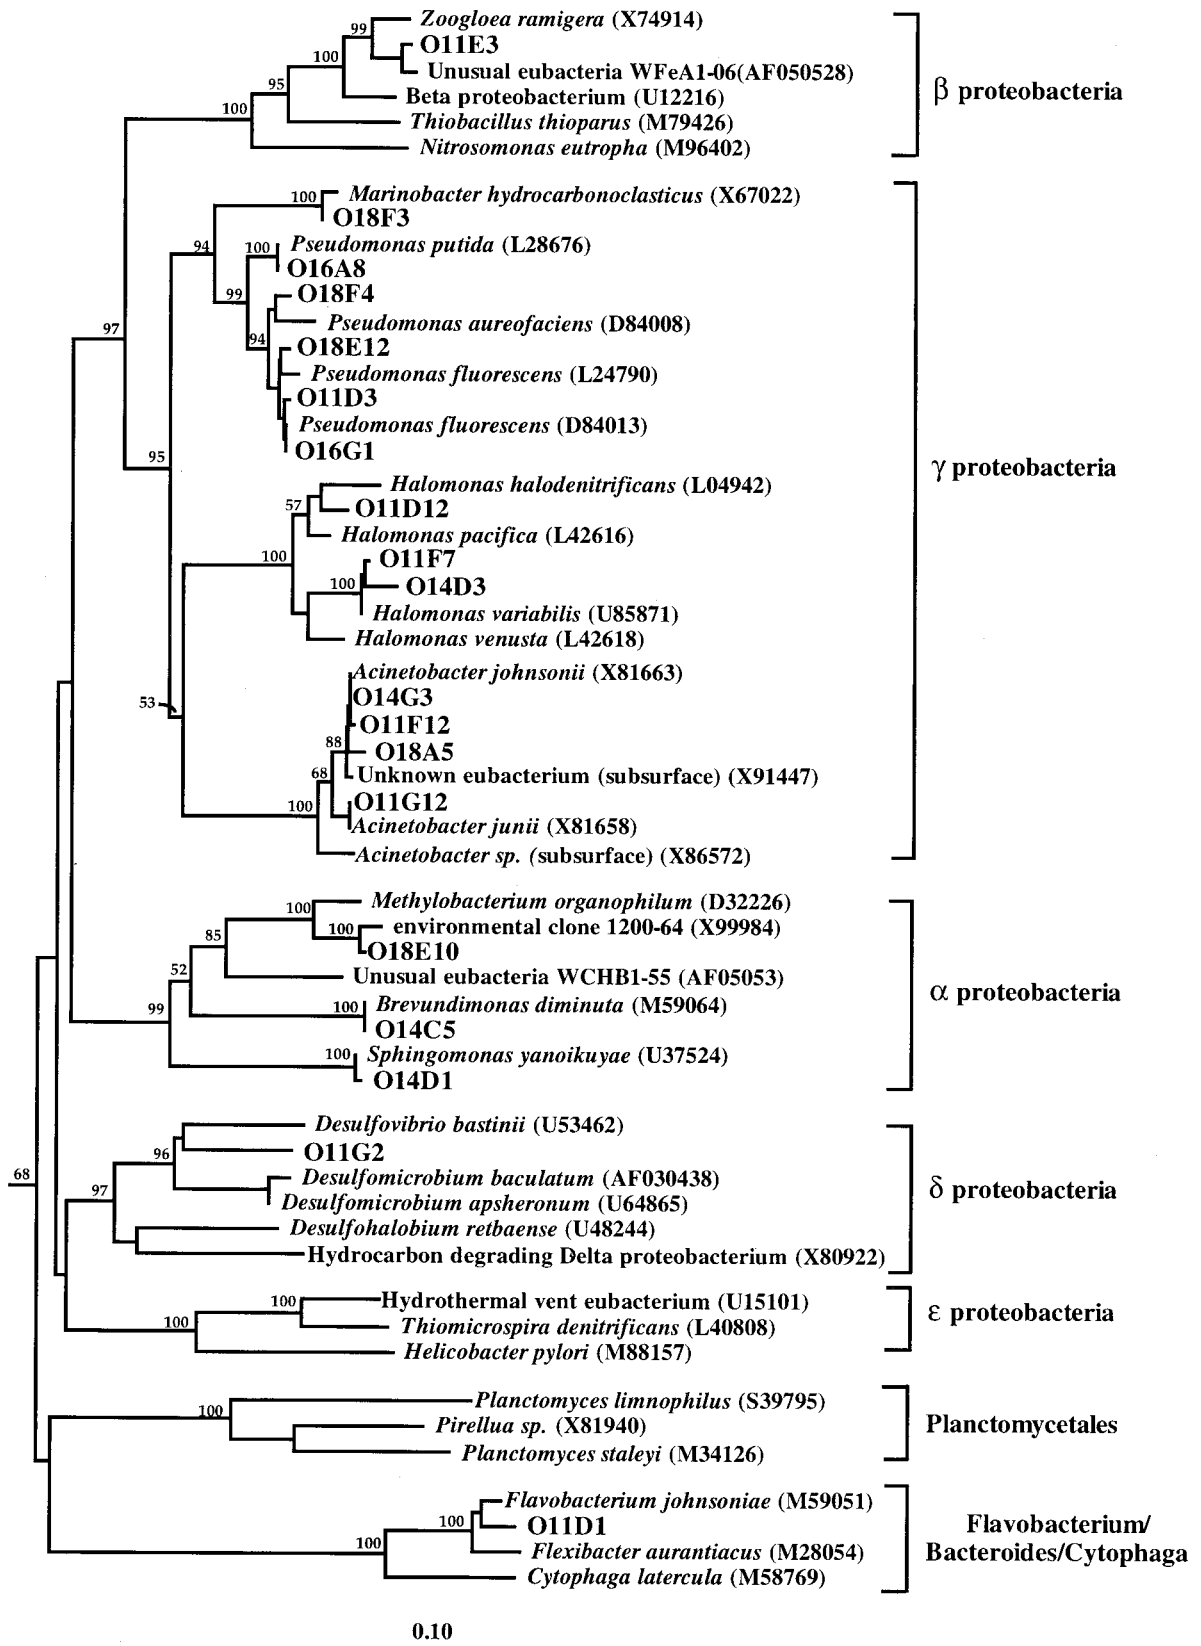 99
Zoogloea ramigera (X74914)
O11E3
100
Unusual eubacteria WFeA1-06(AF050528)
95
Beta proteobacterium (U12216)
β proteobacteria
100
Thiobacillus thioparus (M79426)
Nitrosomonas eutropha (M96402)
100
Marinobacter hydrocarbonoclasticus (X67022)
O18F3
94
100
Pseudomonas putida (L28676)
O16A8
99
O18F4
Pseudomonas aureofaciens (D84008)
97
94
O18E12
Pseudomonas fluorescens (L24790)
O11D3
Pseudomonas fluorescens (D84013)
O16G1
95
γ proteobacteria
Halomonas halodenitrificans (L04942)
57
O11D12
Halomonas pacifica (L42616)
100
O11F7
100
O14D3
Halomonas variabilis (U85871)
Halomonas venusta (L42618)
Acinetobacter johnsonii (X81663)
53
O14G3
O11F12
88
O18A5
68
Unknown eubacterium (subsurface) (X91447)
100
O11G12
Acinetobacter junii (X81658)
Acinetobacter sp. (subsurface) (X86572)
100
Methylobacterium organophilum (D32226)
85
100
environmental clone 1200-64 (X99984)
O18E10
52
Unusual eubacteria WCHB1-55 (AF05053)
α proteobacteria
99
100
Brevundimonas diminuta (M59064)
O14C5
100
Sphingomonas yanoikuyae (U37524)
O14D1
Desulfovibrio bastinii (U53462)
96
O11G2
68
97
Desulfomicrobium baculatum (AF030438)
δ proteobacteria
Desulfomicrobium apsheronum (U64865)
Desulfohalobium retbaense (U48244)
Hydrocarbon degrading Delta proteobacterium (X80922)
100
Hydrothermal vent eubacterium (U15101)
ε proteobacteria
100
Thiomicrospira denitrificans (L40808)
Helicobacter pylori (M88157)
100
Planctomyces limnophilus (S39795)
Pirellua sp. (X81940)
Planctomycetales
Planctomyces staleyi (M34126)
Flavobacterium johnsoniae (M59051)
100
O11D1
Flavobacterium/
100
Flexibacter aurantiacus (M28054)
Bacteroides/Cytophaga
Cytophaga latercula (M58769)
0.10